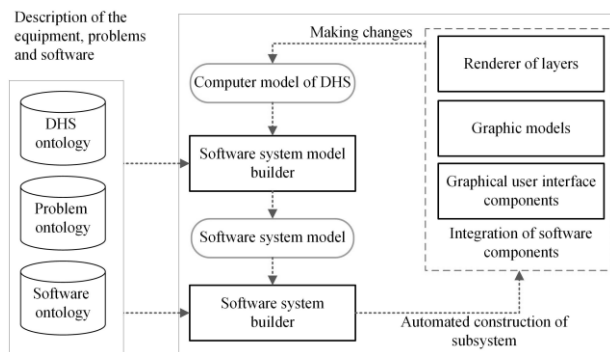 Description of the
equipment, problems
and software
DHS
ontology
Problem
ontology
Software
ontology
Making changes
Computer model of DHS
Software system model
builder
Software system model
Software system
builder
Renderer of layers
Graphic models
Graphical user interface
components
Integration of software
components
Automated construction of
subsystem